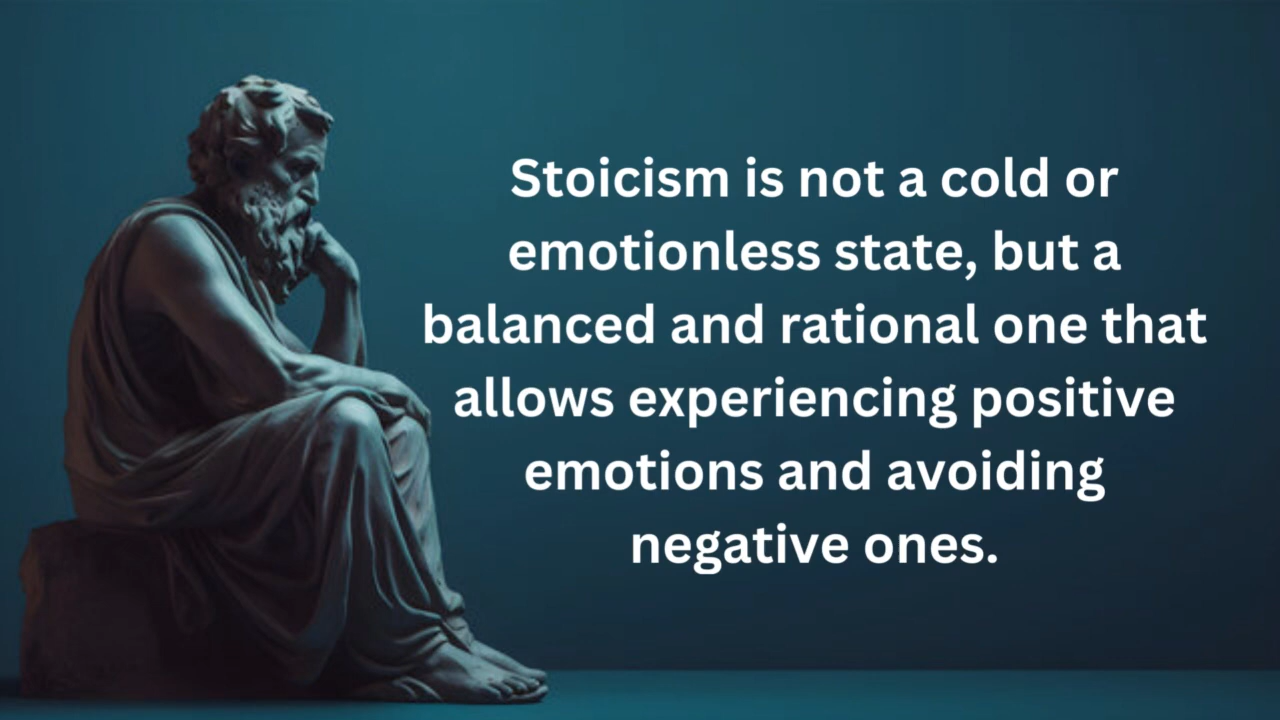 Stoicism is not a cold or
emotionless state, but a
balanced and rational one that
allows experiencing positive
emotions and avoiding
negative ones.